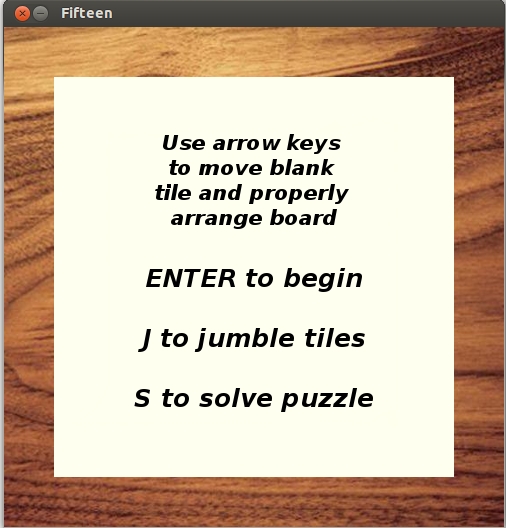 Fifteen
Use arrow keys
to move blank
tile and properly
arrange board
ENTER to begin
J to jumble tiles
S to solve puzzle